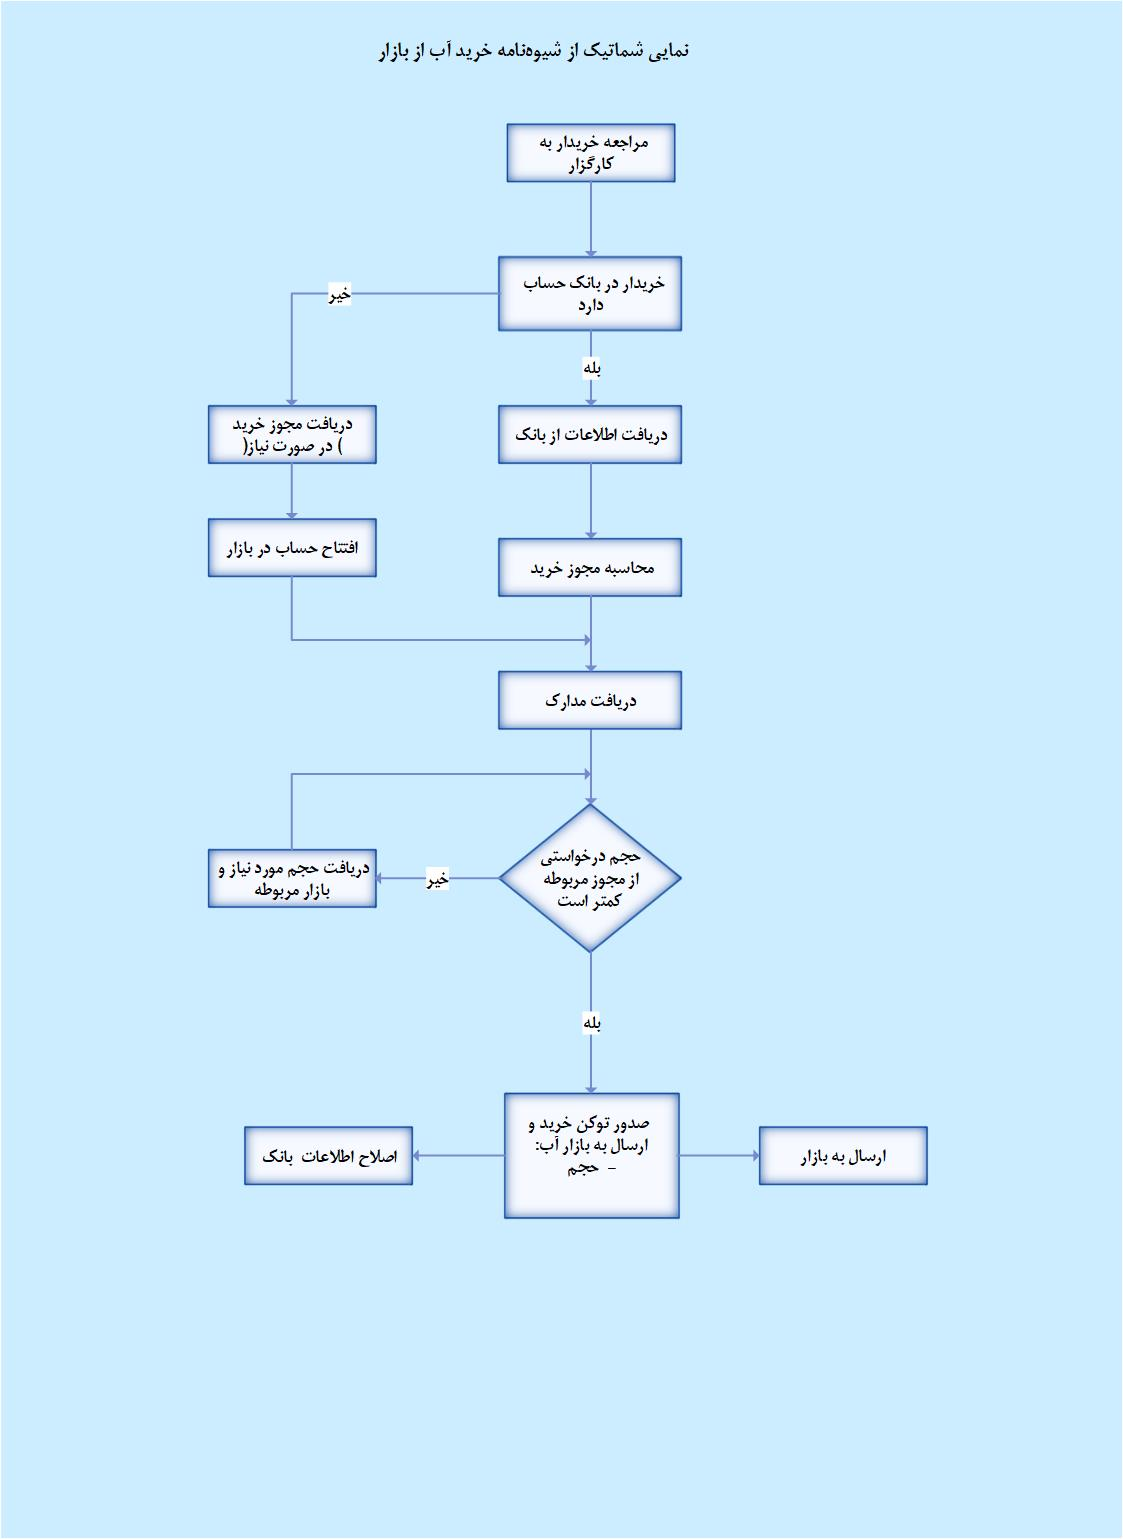 نمایی شماتیک از شیوه‌نامه خرید آب از بازار
مراجعه خریدار به
کارگزار
خریدار در بانک حساب
دارد
خیر
بله
دریافت اطلاعات از بانک
دریافت مجوز خرید
) در صورت نیاز(
افتتاح حساب در بازار
محاسبه مجوز خرید
دریافت مدارک
حجم درخواستی
از مجوز مربوطه
کمتر است
خیر
دریافت حجم مورد نیاز و
بازار مربوطه
بله
صدور توکن خرید و
ارسال به بازار آب:
- حجم
ارسال به بازار
اصلاح اطلاعات بانک